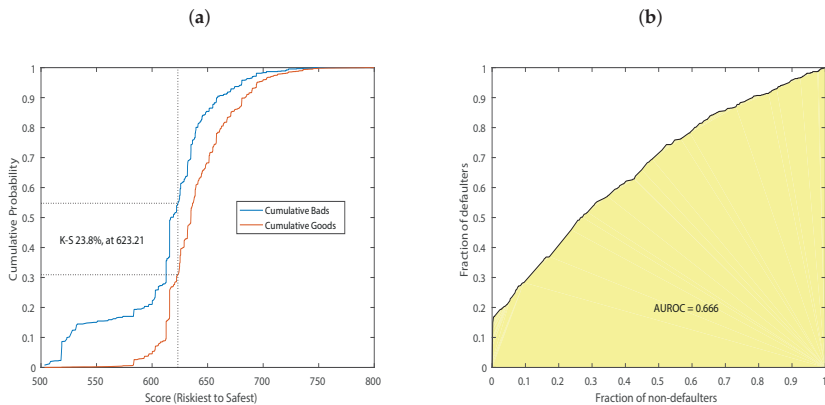 (a)
(b)
1
0.9
0.8
0.7
0.6
0.5
0.4
0.3
0.2
0.1
0
500 550 600 650 700 750 800
Cumulative Probability
Score (Riskiest to Safest)
K-S 23.8%, at 623.21
Cumulative Bads
Cumulative Goods
1
0.9
0.8
0.7
0.6
0.5
0.4
0.3
0.2
0.1
0
0 0.1 0.2 0.3 0.4 0.5 0.6 0.7 0.8 0.9 1
Fraction of defaulters
Fraction of non-defaulters
AUROC = 0.666